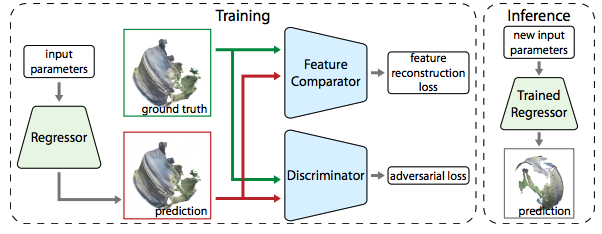 Training
input
parameters
Regressor
ground truth
prediction
Feature
Comparator
feature
reconstruction
loss
Discriminator
adversarial loss
Inference
new input
parameters
Trained
Regressor
prediction